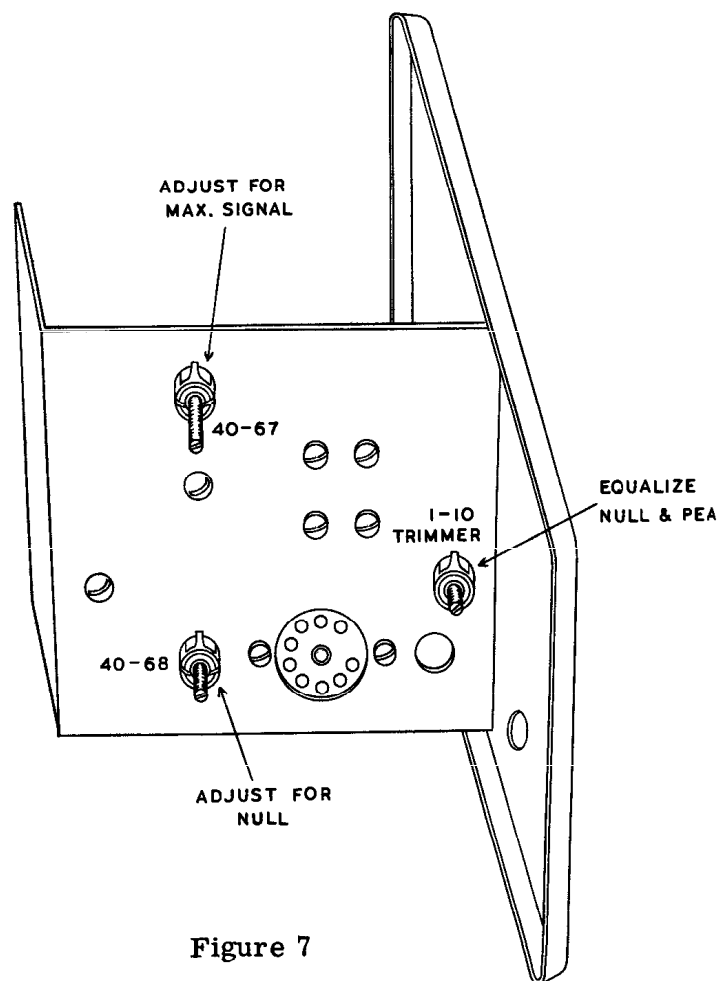 ADJUST FOR
MAX. SIGNAL
40-67
EQUALIZE
NULL & PEA
1-10
TRIMMER
40-68
ADJUST FOR
NULL
Figure 7